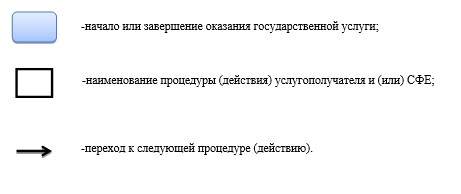 -начало или завершение оказания государственной услуги;
-наименование процедуры (действия) услугополучателя и (или) СФЕ;
-переход к следующей процедуре (действию).